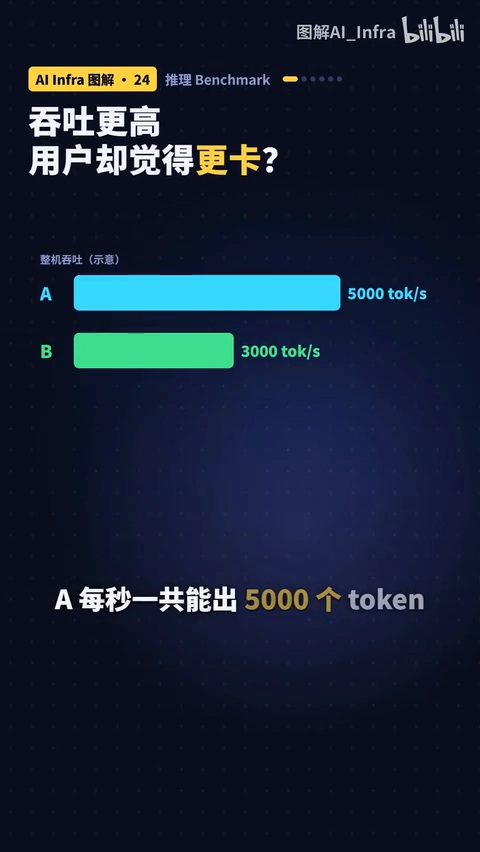 图解AI_Infra bilibili
AI Infra 图解 · 24 推理 Benchmark
吞吐更高
用户却觉得更卡?
整机吞吐（示意）
A 5000 tok/s
B 3000 tok/s
A 每秒一共能出 5000 个 token